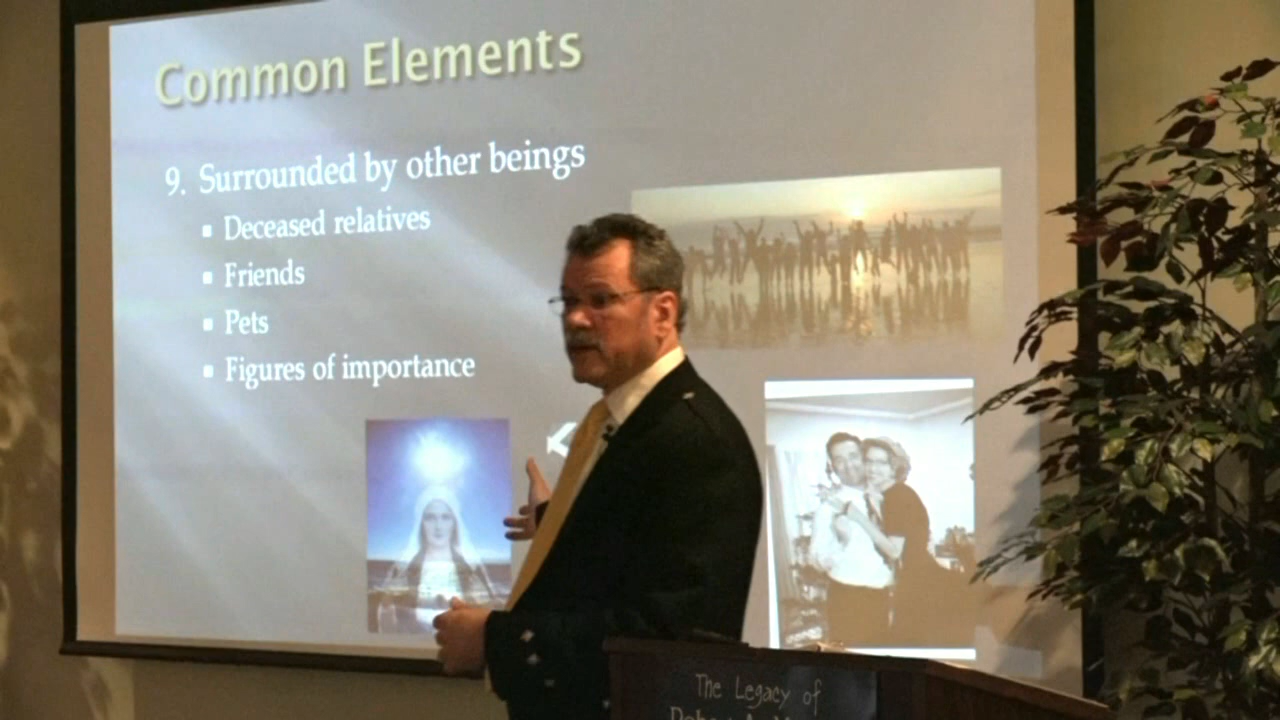 Common Elements
9. Surrounded by other beings
▪ Deceased relatives
▪ Friends
▪ Pets
▪ Figures of importance
The Legacy of